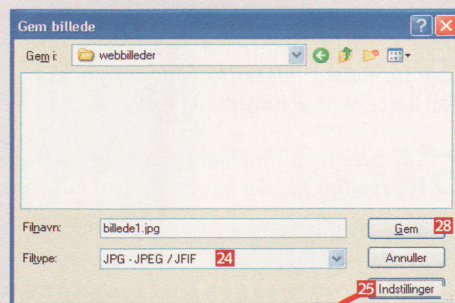 Gem billede
Gem i: webbilleder
Filnavn: billede1.jpg Gem 28
Filtype: JPG - JPEG / JFIF 24 Annuller
25 Indstillinger